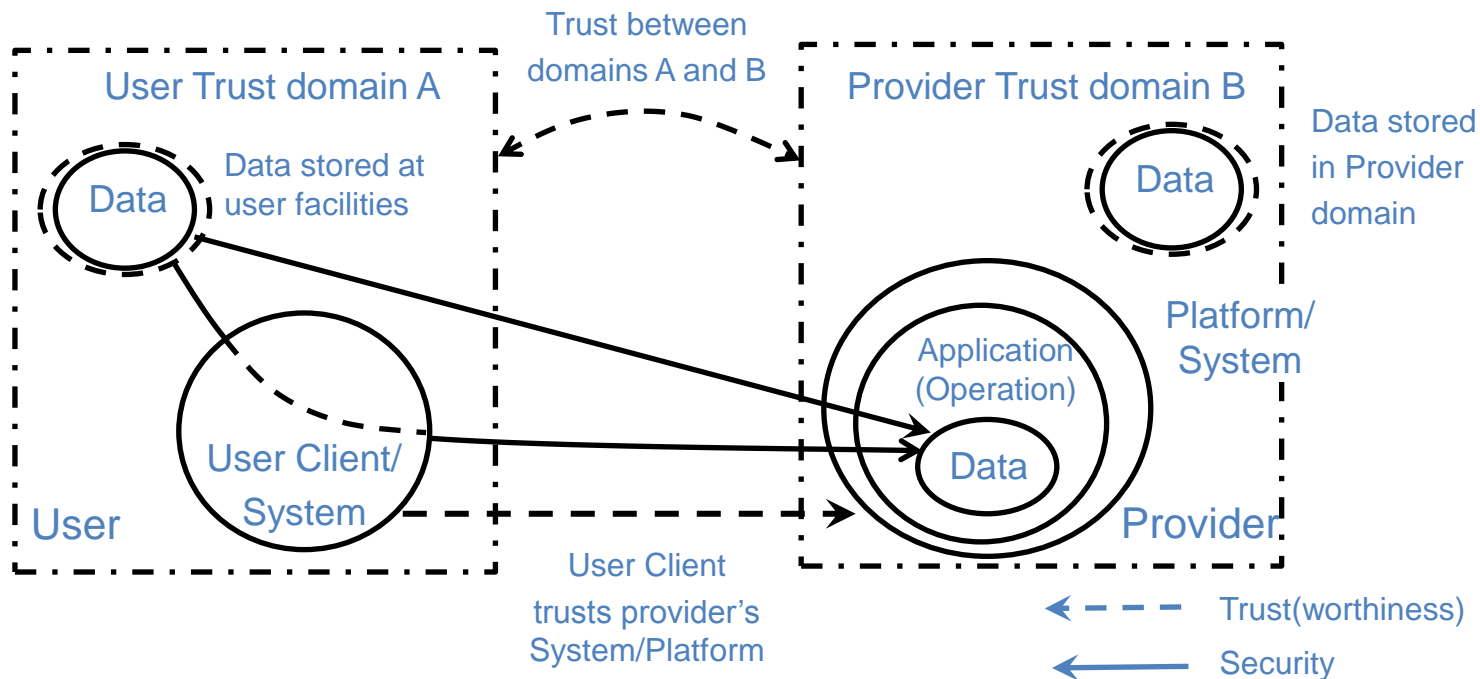 Trust between
domains A and B
User Trust domain A
Provider Trust domain B
Data
Data stored at
user facilities
Data
Data stored
in Provider
domain
Platform/
System
Application
(Operation)
Data
User Client/
System
User
Provider
User Client
trusts provider’s
System/Platform
Trust(worthiness)
Security